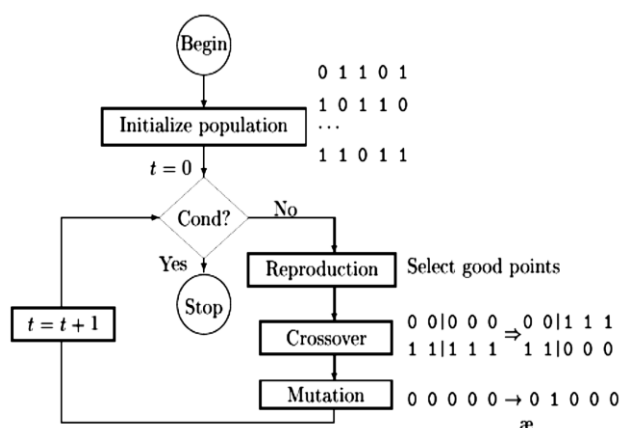 Begin
0 1 1 0 1
1 0 1 1 0
Initialize population
...
1 1 0 1 1
t = 0
Cond?
No
Yes
Stop
Reproduction
Select good points
t = t + 1
Crossover
0 0|0 0 0 ⇒ 0 0|1 1 1
1 1|1 1 1 1 1|0 0 0
Mutation
0 0 0 0 0 → 0 1 0 0 0
æ